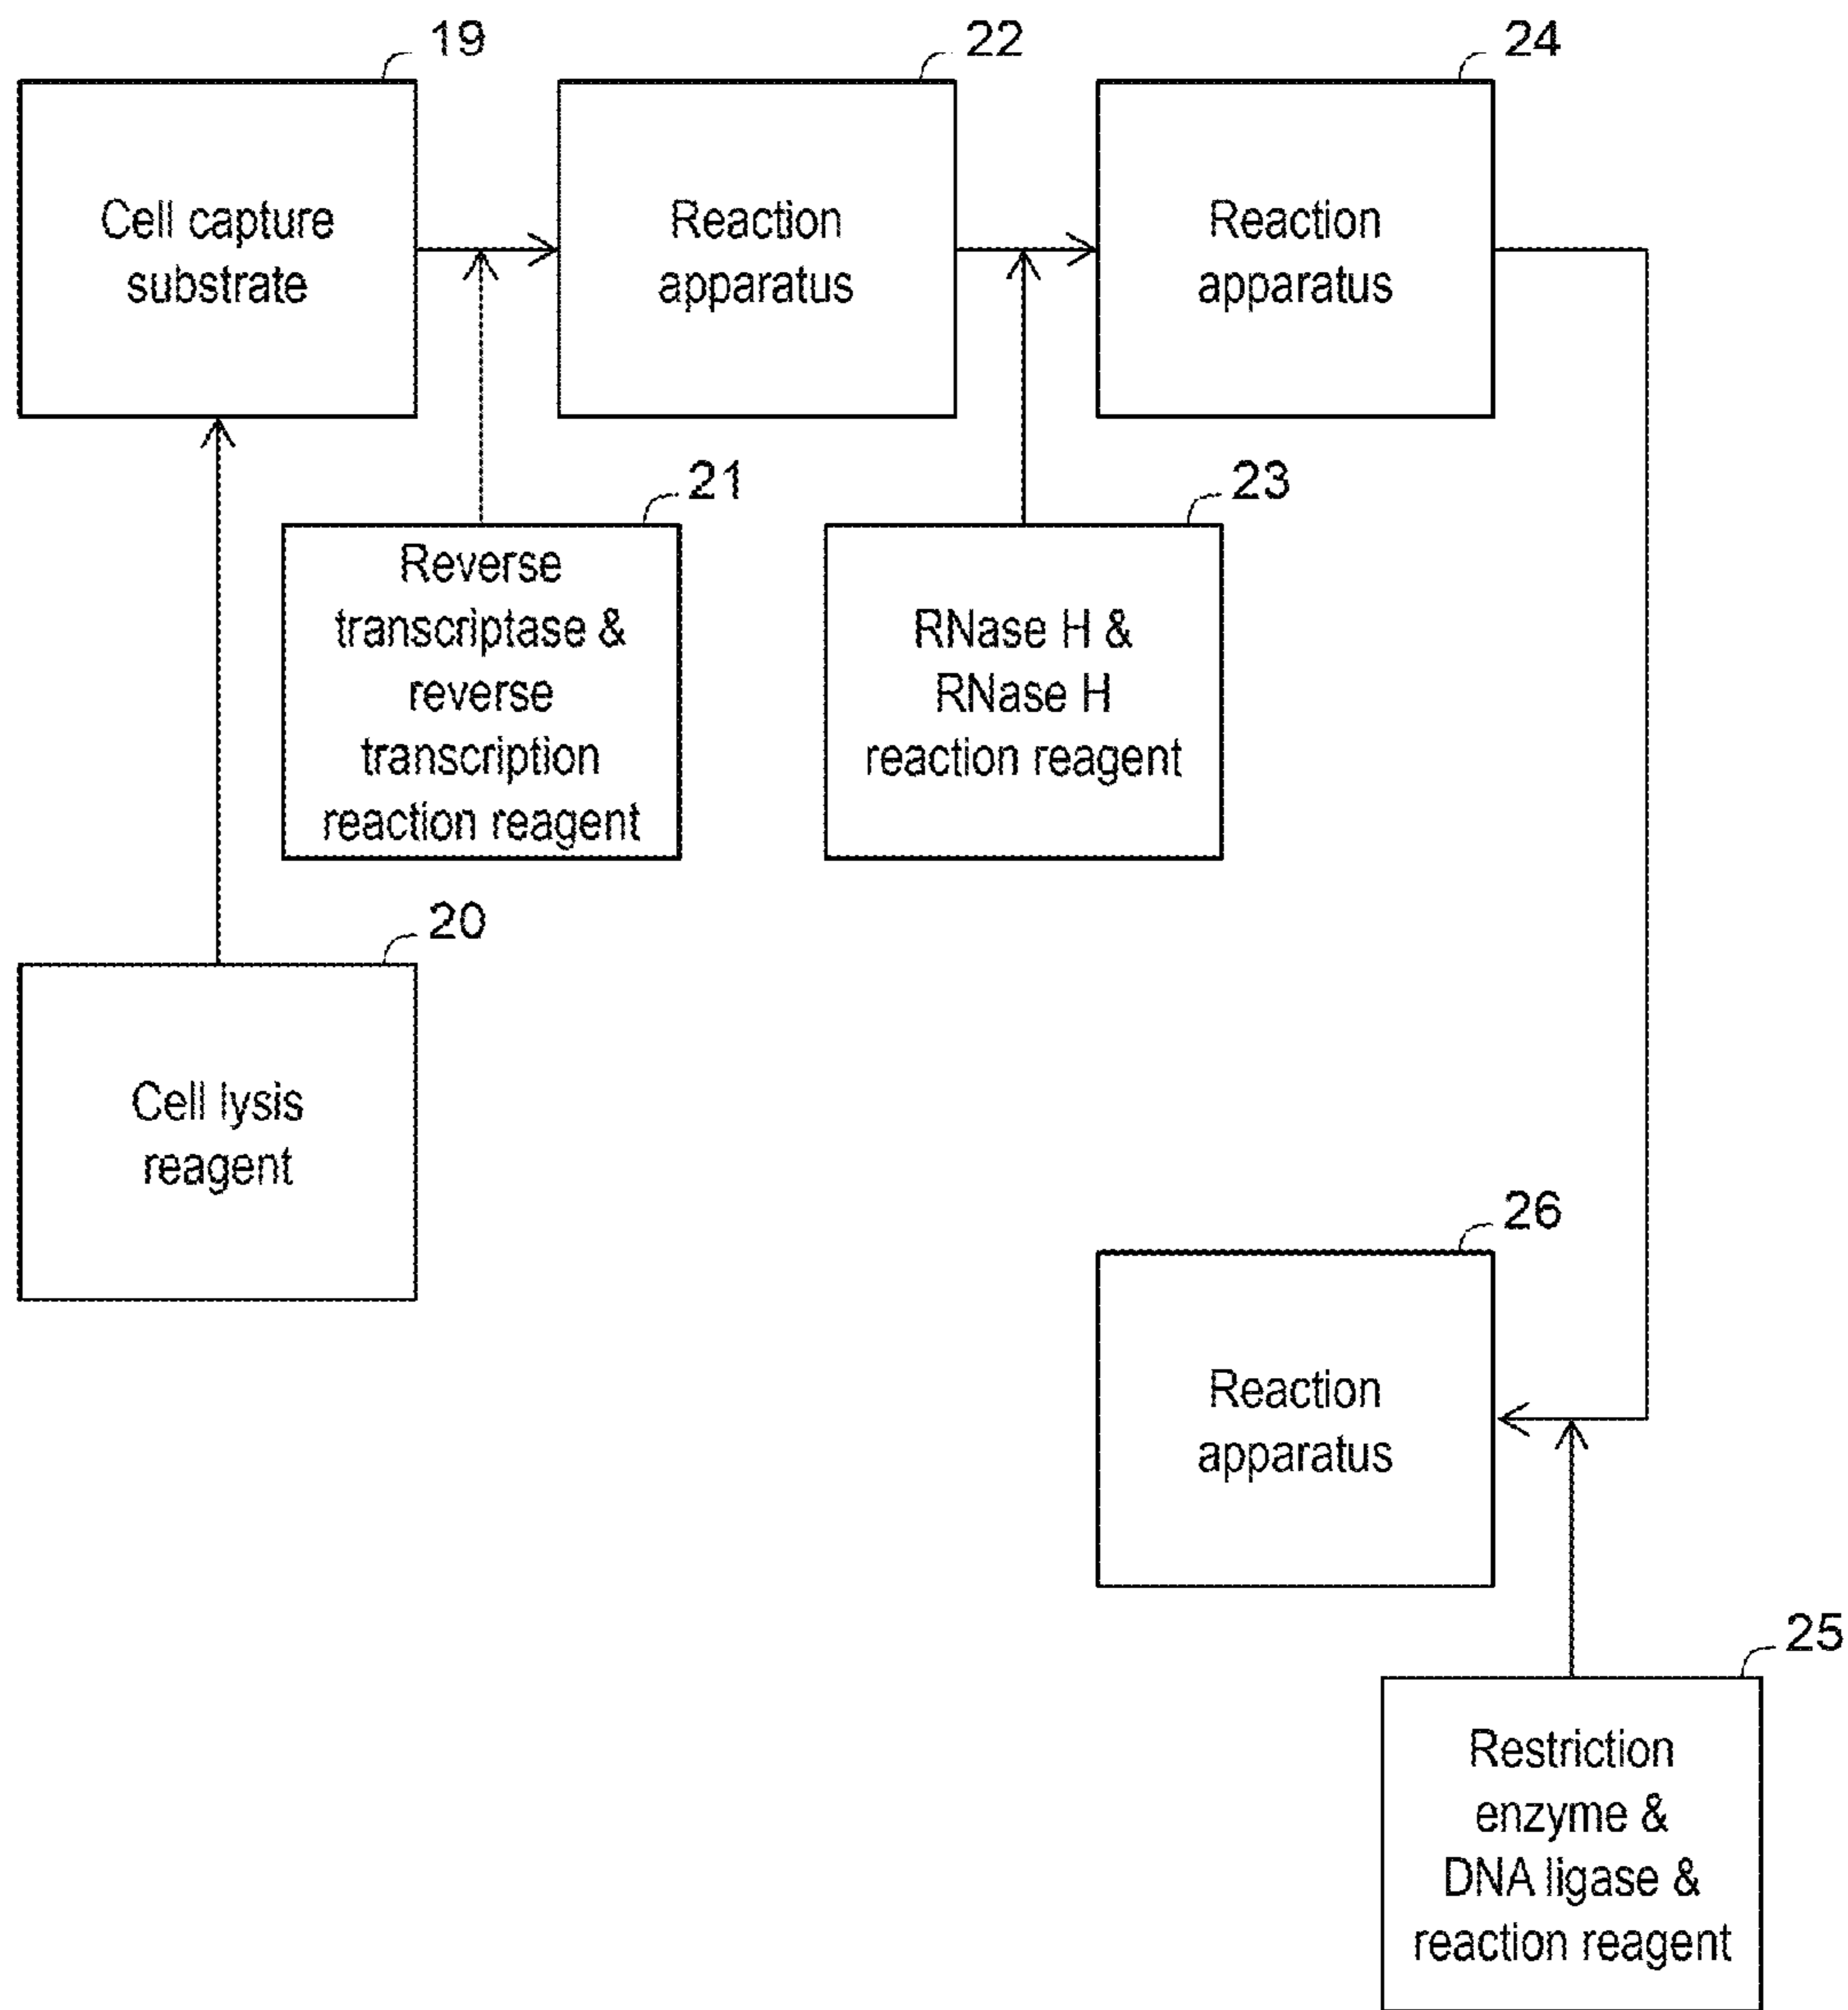 19
22
24
Cell capture
substrate
Reaction
apparatus
Reaction
apparatus
21
23
Reverse
transcriptase &
reverse
transcription
reaction reagent
RNase H &
RNase H
reaction reagent
20
Cell lysis
reagent
26
Reaction
apparatus
25
Restriction
enzyme &
DNA ligase &
reaction reagent